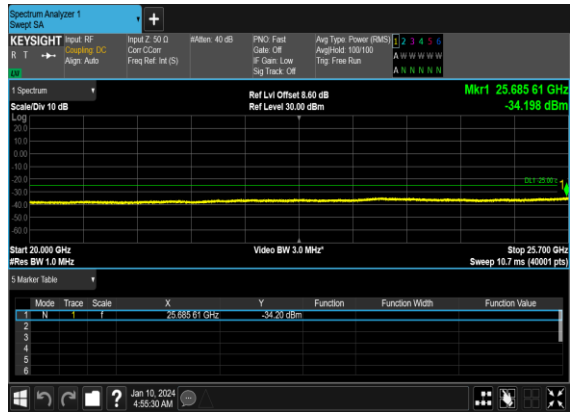 Spectrum Analyzer 1
Swept SA
+
KEYSIGHT Input: RF Input Z: 50 Ω #Atten: 40 dB PNO: Fast Avg Type: Power (RMS) 1 2 3 4 5 6
R T Coupling: DC Corr CCorr Gate: Off Avg|Hold: 100/100 A W W W W W
Align: Auto Freq Ref: Int (S) IF Gain: Low Trig: Free Run
Sig Track: Off A N N N N N
LU
1 Spectrum Ref Lvl Offset 8.60 dB Mkr1 25.685 61 GHz
Scale/Div 10 dB Ref Level 30.00 dBm -34.198 dBm
Log
20.0
10.0
0.00
-10.0
-20.0
DL1 -25.00
1
-30.0
-40.0
-50.0
-60.0
Start 20.000 GHz Video BW 3.0 MHz* Stop 25.700 GHz
#Res BW 1.0 MHz Sweep 10.7 ms (40001 pts)
5 Marker Table
Mode Trace Scale X Y Function Function Width Function Value
1 N 1 f 25.685 61 GHz -34.20 dBm
2
3
4
5
6
? Jan 10, 2024
4:55:30 AM